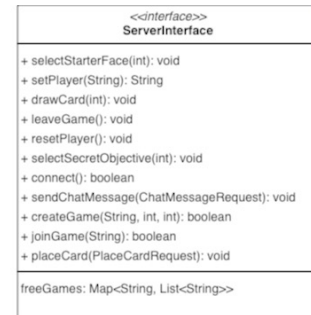 <<interface>>
ServerInterface
+ selectStarterFace(int): void
+ setPlayer(String): String
+ drawCard(int): void
+ leaveGame(): void
+ resetPlayer(): void
+ selectSecretObjective(int): void
+ connect(): boolean
+ sendChatMessage(ChatMessageRequest): void
+ createGame(String, int, int): boolean
+ joinGame(String): boolean
+ placeCard(PlaceCardRequest): void
freeGames: Map<String, List<String>>